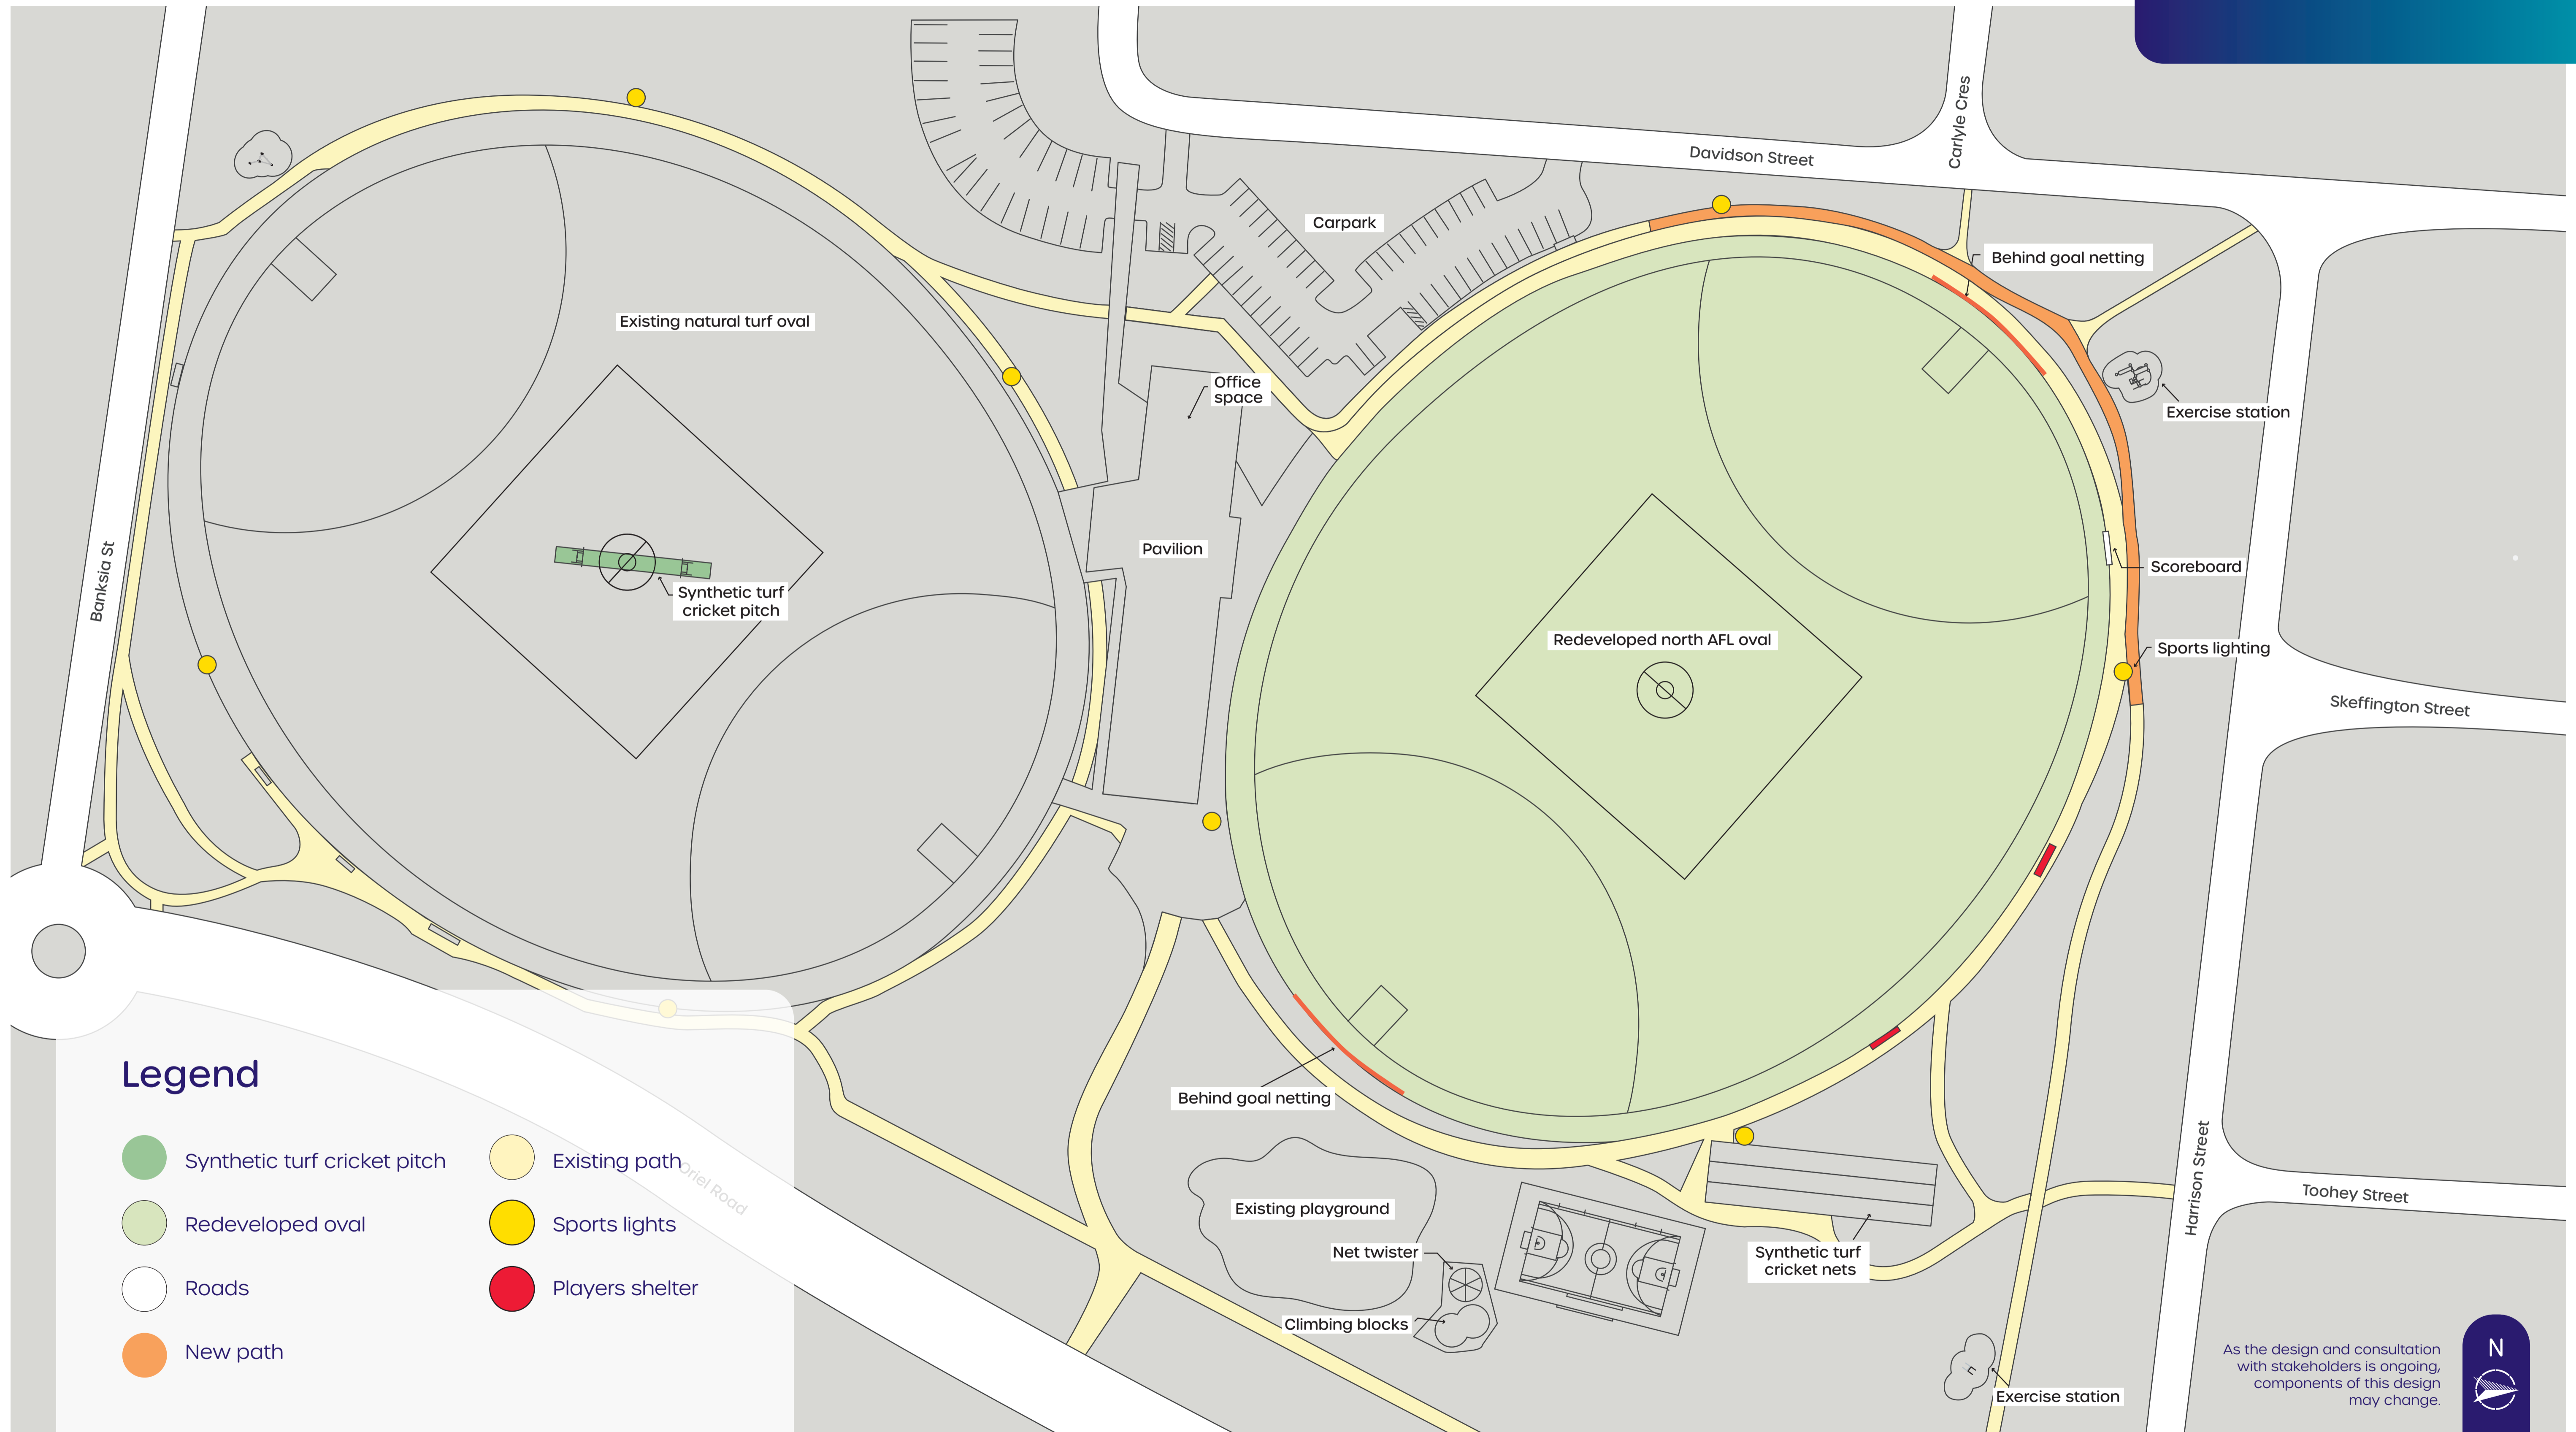 Carlyle Cres
Davidson Street
Carpark
Behind goal netting
Existing natural turf oval
Office
space
Exercise station
Banksia St
Pavilion
Scoreboard
Synthetic turf
cricket pitch
Redeveloped north AFL oval
Sports lighting
Skeffington Street
Behind goal netting
Harrison Street
Toohey Street
Existing playground
Net twister
Synthetic turf
cricket nets
Climbing blocks
Exercise station
Oriel Road
Legend
Synthetic turf cricket pitch
Redeveloped oval
Roads
New path
Existing path
Sports lights
Players shelter
As the design and consultation
with stakeholders is ongoing,
components of this design
may change.
N